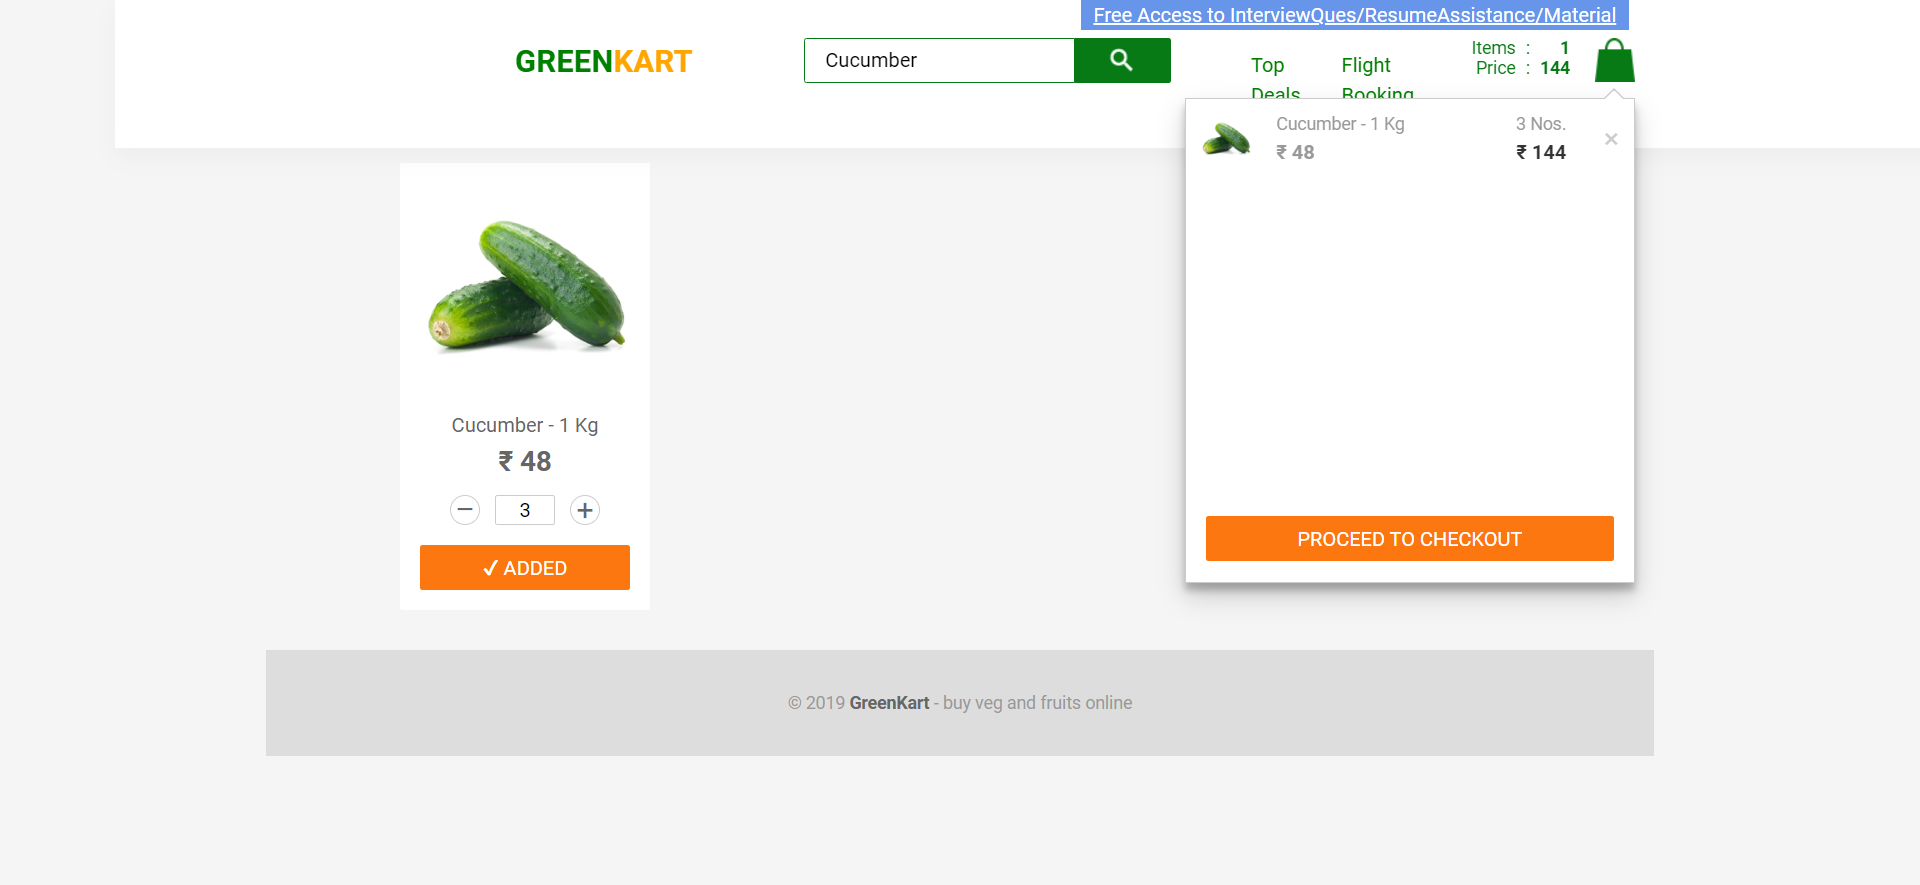 Free Access to InterviewQues/ResumeAssistance/Material
GREENKART
Cucumber
Top Deals
Flight Booking
Items : 1
Price : 144
Cucumber - 1 Kg
3 Nos.
₹ 48
₹ 144
×
PROCEED TO CHECKOUT
Cucumber - 1 Kg
₹ 48
− 3 +
✓ ADDED
© 2019 GreenKart - buy veg and fruits online